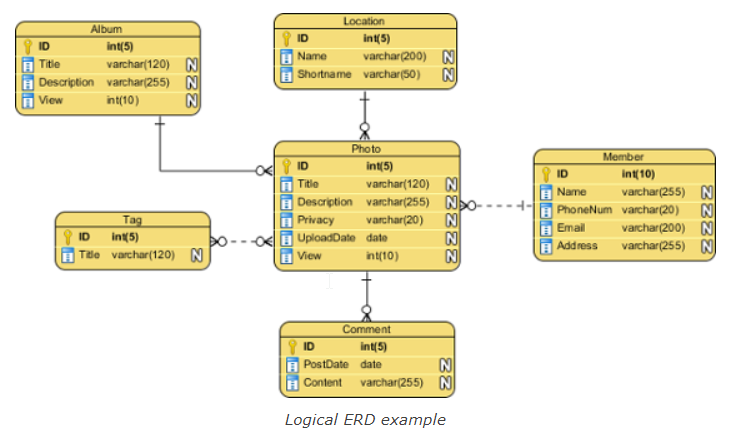 Album
ID int(5)
Title varchar(120) N
Description varchar(255) N
View int(10) N
Location
ID int(5)
Name varchar(200) N
Shortname varchar(50) N
Photo
ID int(5)
Title varchar(120) N
Description varchar(255) N
Privacy varchar(20) N
UploadDate date N
View int(10) N
Member
ID int(10)
Name varchar(255) N
PhoneNum varchar(20) N
Email varchar(200) N
Address varchar(255) N
Tag
ID int(5)
Title varchar(120) N
Comment
ID int(5)
PostDate date N
Content varchar(255) N
Logical ERD example